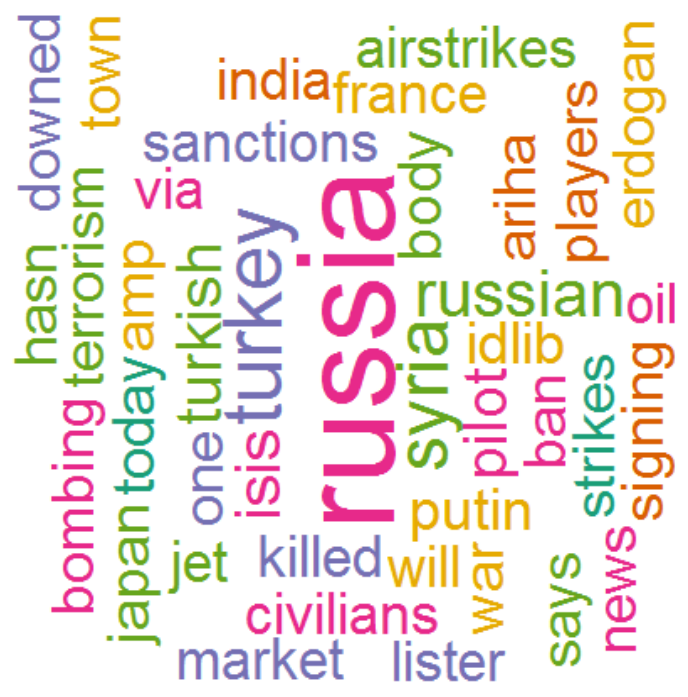 downed
town
airstrikes
india
france
erdogan
sanctions
via
body
ariha
players
hasn
terrorism
amp
turkish
turkey
russia
russian
oil
syria
idlib
today
one
isis
pilot
ban
strikes
signing
bombing
japan
putin
jet
killed
will
war
civilians
says
news
market
lister